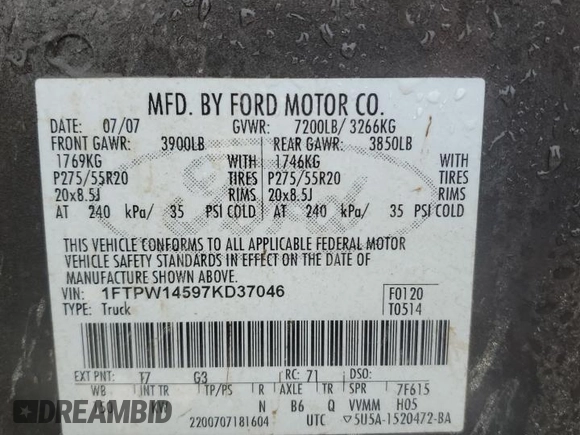 MFD. BY FORD MOTOR CO.
DATE: 07/07 GVWR: 7200LB/ 3266KG
FRONT GAWR: 3900LB REAR GAWR: 3850LB
1769KG WITH 1746KG WITH
P275/55R20 TIRES P275/55R20 TIRES
20x8.5J RIMS 20x8.5J RIMS
AT 240 kPa/ 35 PSI COLD AT 240 kPa/ 35 PSI COLD
THIS VEHICLE CONFORMS TO ALL APPLICABLE FEDERAL MOTOR
VEHICLE SAFETY STANDARDS IN EFFECT ON THE DATE OF
MANUFACTURE SHOWN ABOVE.
VIN: 1FTPW14597KD37046 F0120
TYPE: Truck T0514
EXT PNT: T7 G3 RC: 71 DSO:
WB INT TR TP/PS R AXLE TR SPR 7F615
N B6 Q VVMM H05
2200707181604 UTC 5U5A-1520472-BA
DREAMBID